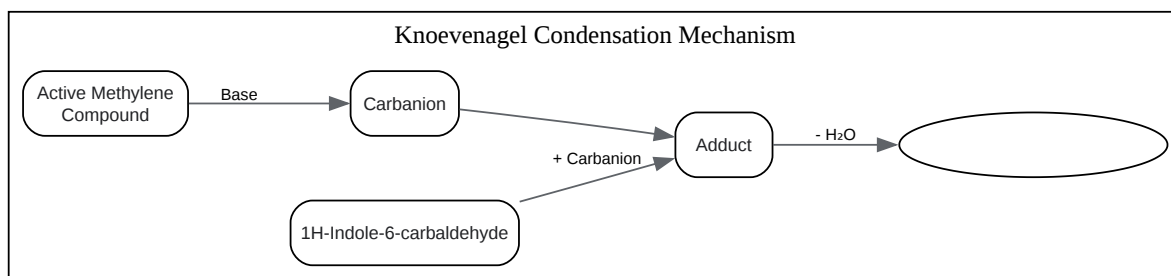 Knoevenagel Condensation Mechanism
Active Methylene
Compound
Base
Carbanion
+ Carbanion
1H-Indole-6-carbaldehyde
Adduct
- H₂O